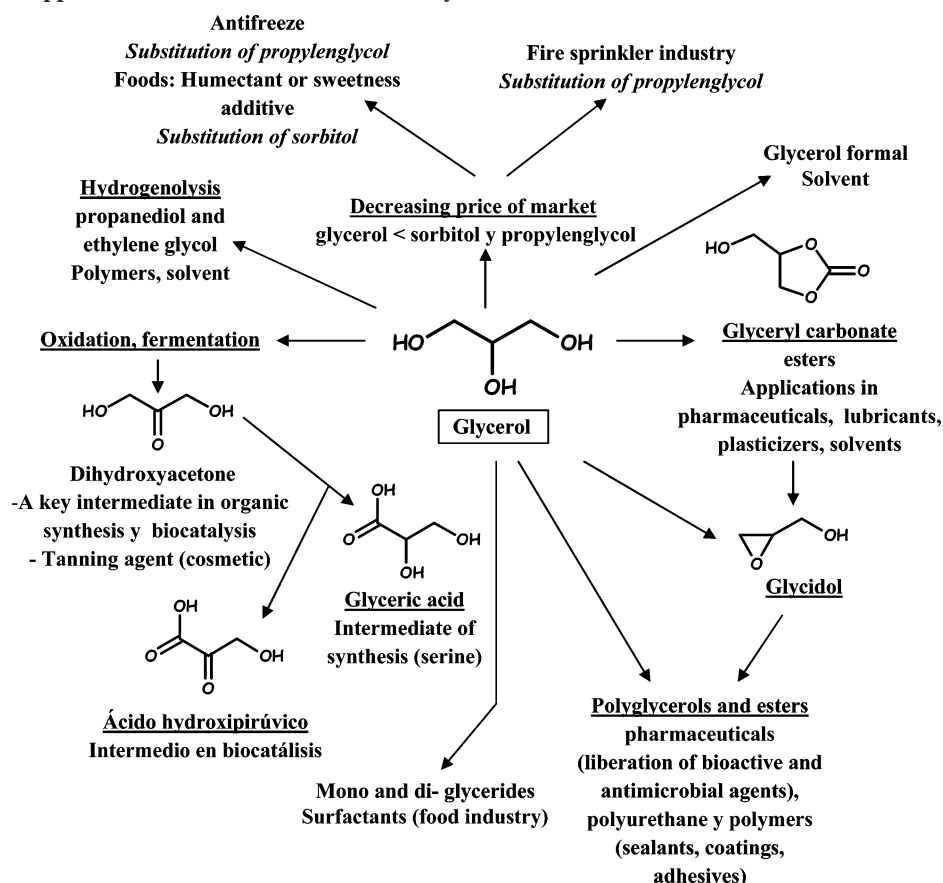 Antifreeze
Substitution of propylenglycol
Foods: Humectant or sweetness
additive
Substitution of sorbitol
Fire sprinkler industry
Substitution of propylenglycol
Glycerol formal
Solvent
Hydrogenolysis
propanediol and
ethylene glycol
Polymers, solvent
Decreasing price of market
glycerol < sorbitol y propylenglycol
HO
O
O
O
Oxidation, fermentation
HO
OH
OH
Glycerol
Glyceryl carbonate
esters
Applications in
pharmaceuticals, lubricants,
plasticizers, solvents
HO
OH
O
Dihydroxyacetone
-A key intermediate in organic
synthesis y biocatalysis
- Tanning agent (cosmetic)
OH
O
OH
OH
Glyceric acid
Intermediate of
synthesis (serine)
OH
O
Glycidol
OH
O
OH
O
Ácido hydroxipirúvico
Intermedio en biocatálisis
Mono and di- glycerides
Surfactants (food industry)
Polyglycerols and esters
pharmaceuticals
(liberation of bioactive and
antimicrobial agents),
polyurethane y polymers
(sealants, coatings,
adhesives)